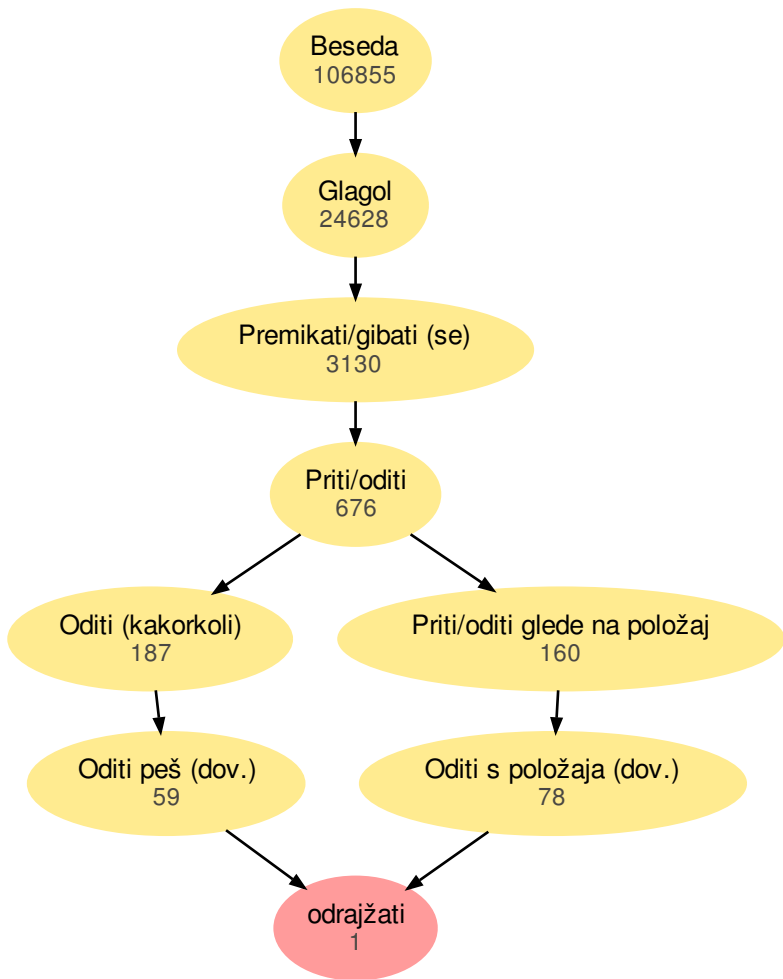 Beseda
106855
Glagol
24628
Premikati/gibati (se)
3130
Priti/oditi
676
Oditi (kakorkoli)
187
Priti/oditi glede na položaj
160
Oditi peš (dov.)
59
Oditi s položaja (dov.)
78
odrajžati
1